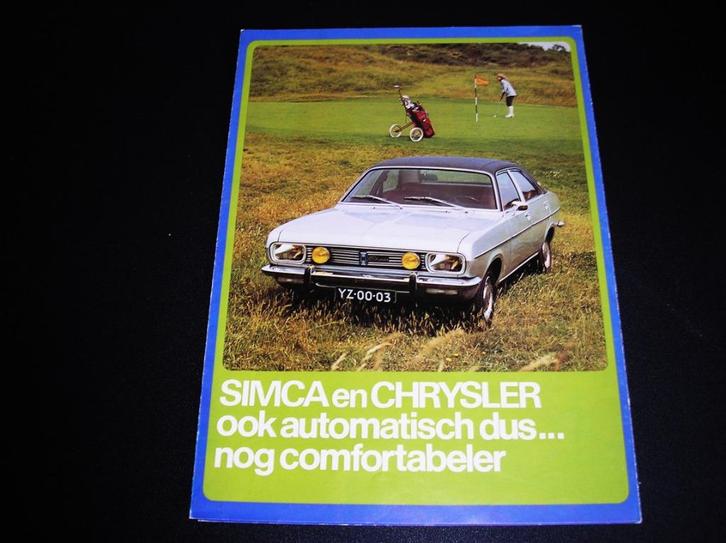 YZ-00-03
SIMCA en CHRYSLER
ook automatisch dus...
nog comfortabeler